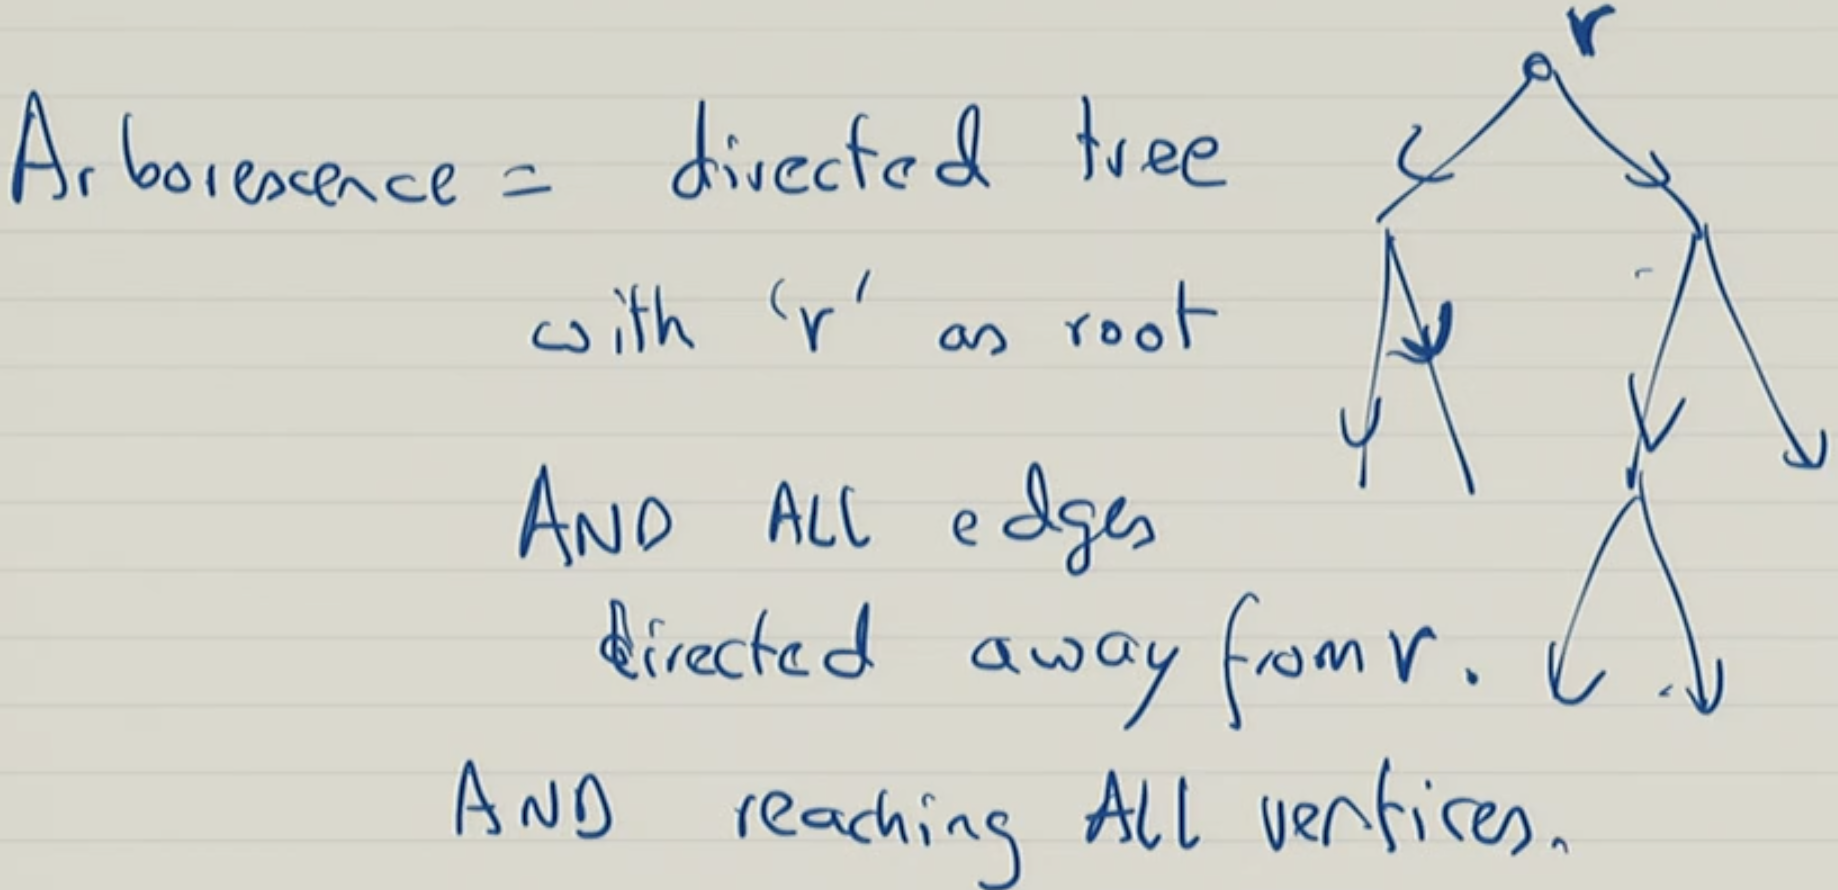 r
Arborescence = directed tree
with 'r' as root
AND ALL edges
directed away from r.
AND reaching ALL vertices.